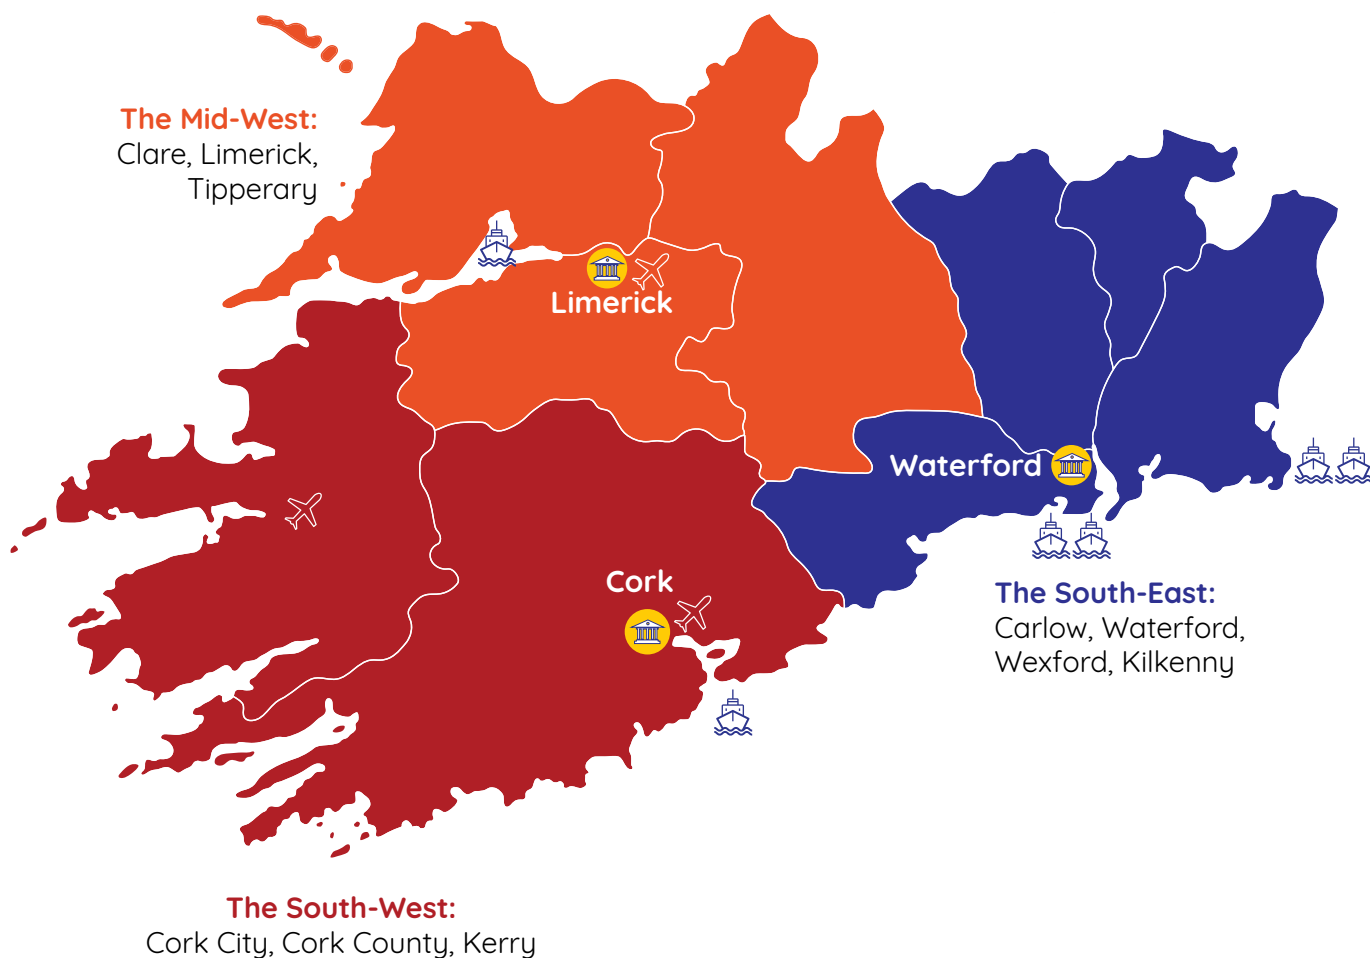 The Mid-West:
Clare, Limerick,
Tipperary
Limerick
Waterford
Cork
The South-East:
Carlow, Waterford,
Wexford, Kilkenny
The South-West:
Cork City, Cork County, Kerry